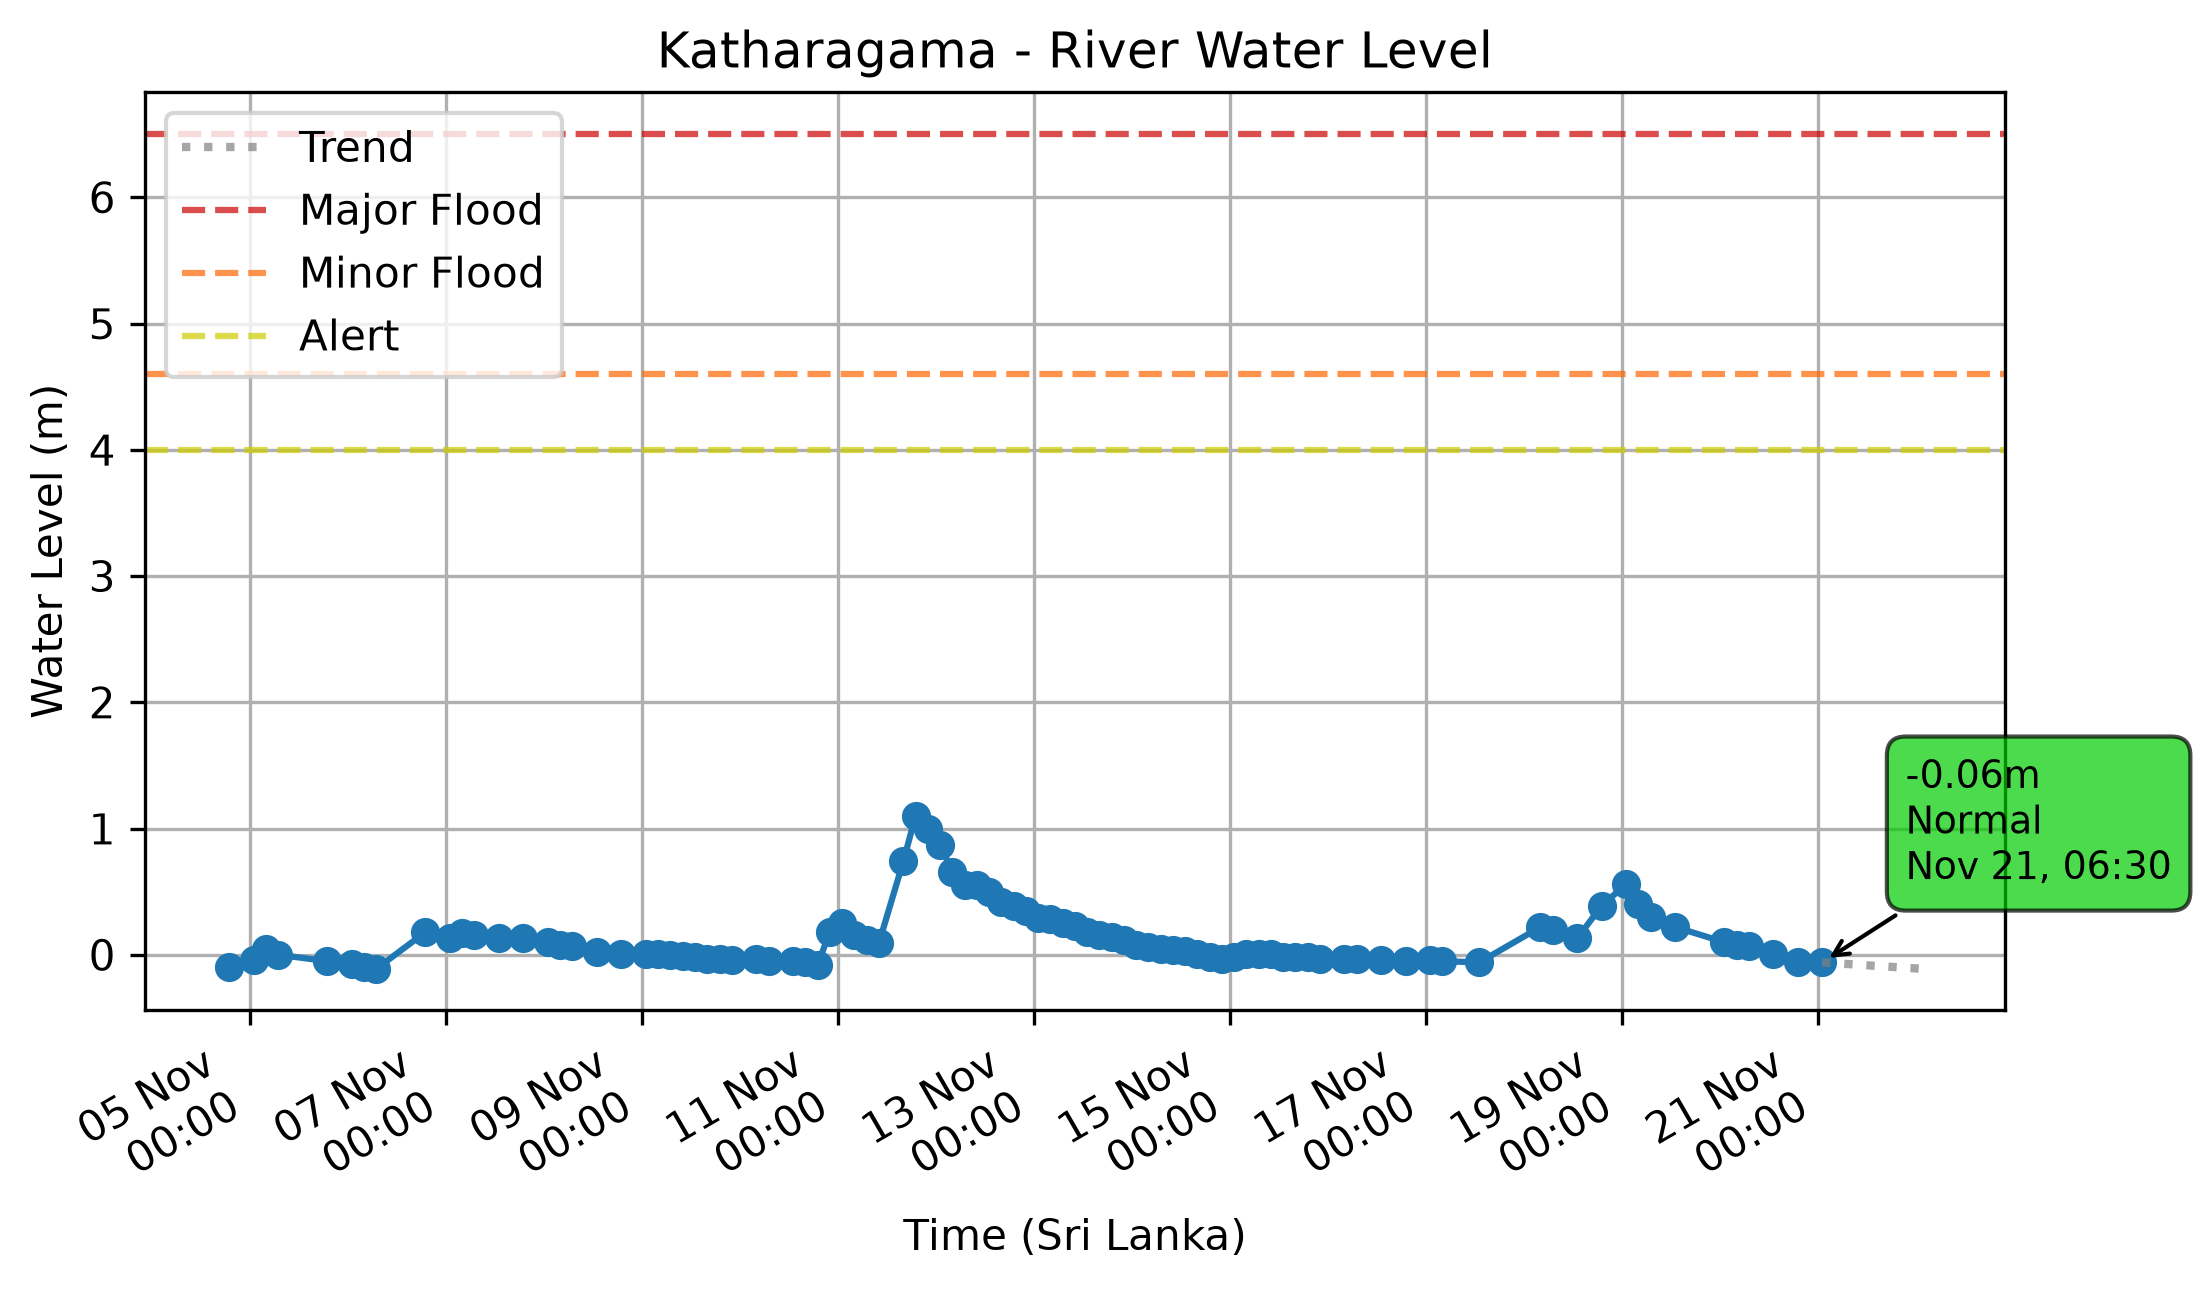 Katharagama - River Water Level
Trend
Major Flood
Minor Flood
Alert
Water Level (m)
6
5
4
3
2
1
0
-0.06m
Normal
Nov 21, 06:30
05 Nov
00:00
07 Nov
00:00
09 Nov
00:00
11 Nov
00:00
13 Nov
00:00
15 Nov
00:00
17 Nov
00:00
19 Nov
00:00
21 Nov
00:00
Time (Sri Lanka)